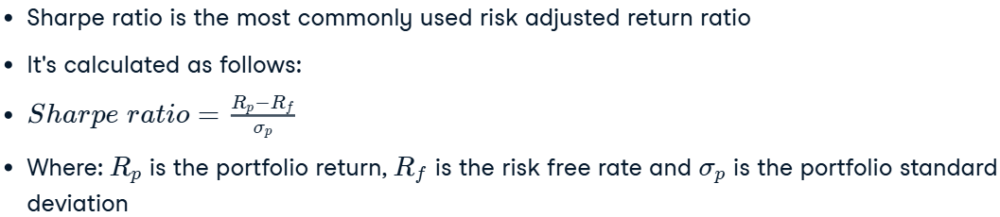 • Sharpe ratio is the most commonly used risk adjusted return ratio
• It's calculated as follows:
• $Sharpe\ ratio = \frac{R_p - R_f}{\sigma_p}$
• Where: $R_p$ is the portfolio return, $R_f$ is the risk free rate and $\sigma_p$ is the portfolio standard
deviation